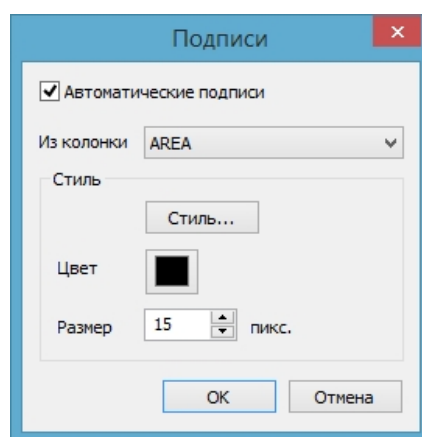 Подписи
Автоматические подписи
Из колонки AREA
Стиль
Стиль...
Цвет
Размер 15 пикс.
OK Отмена